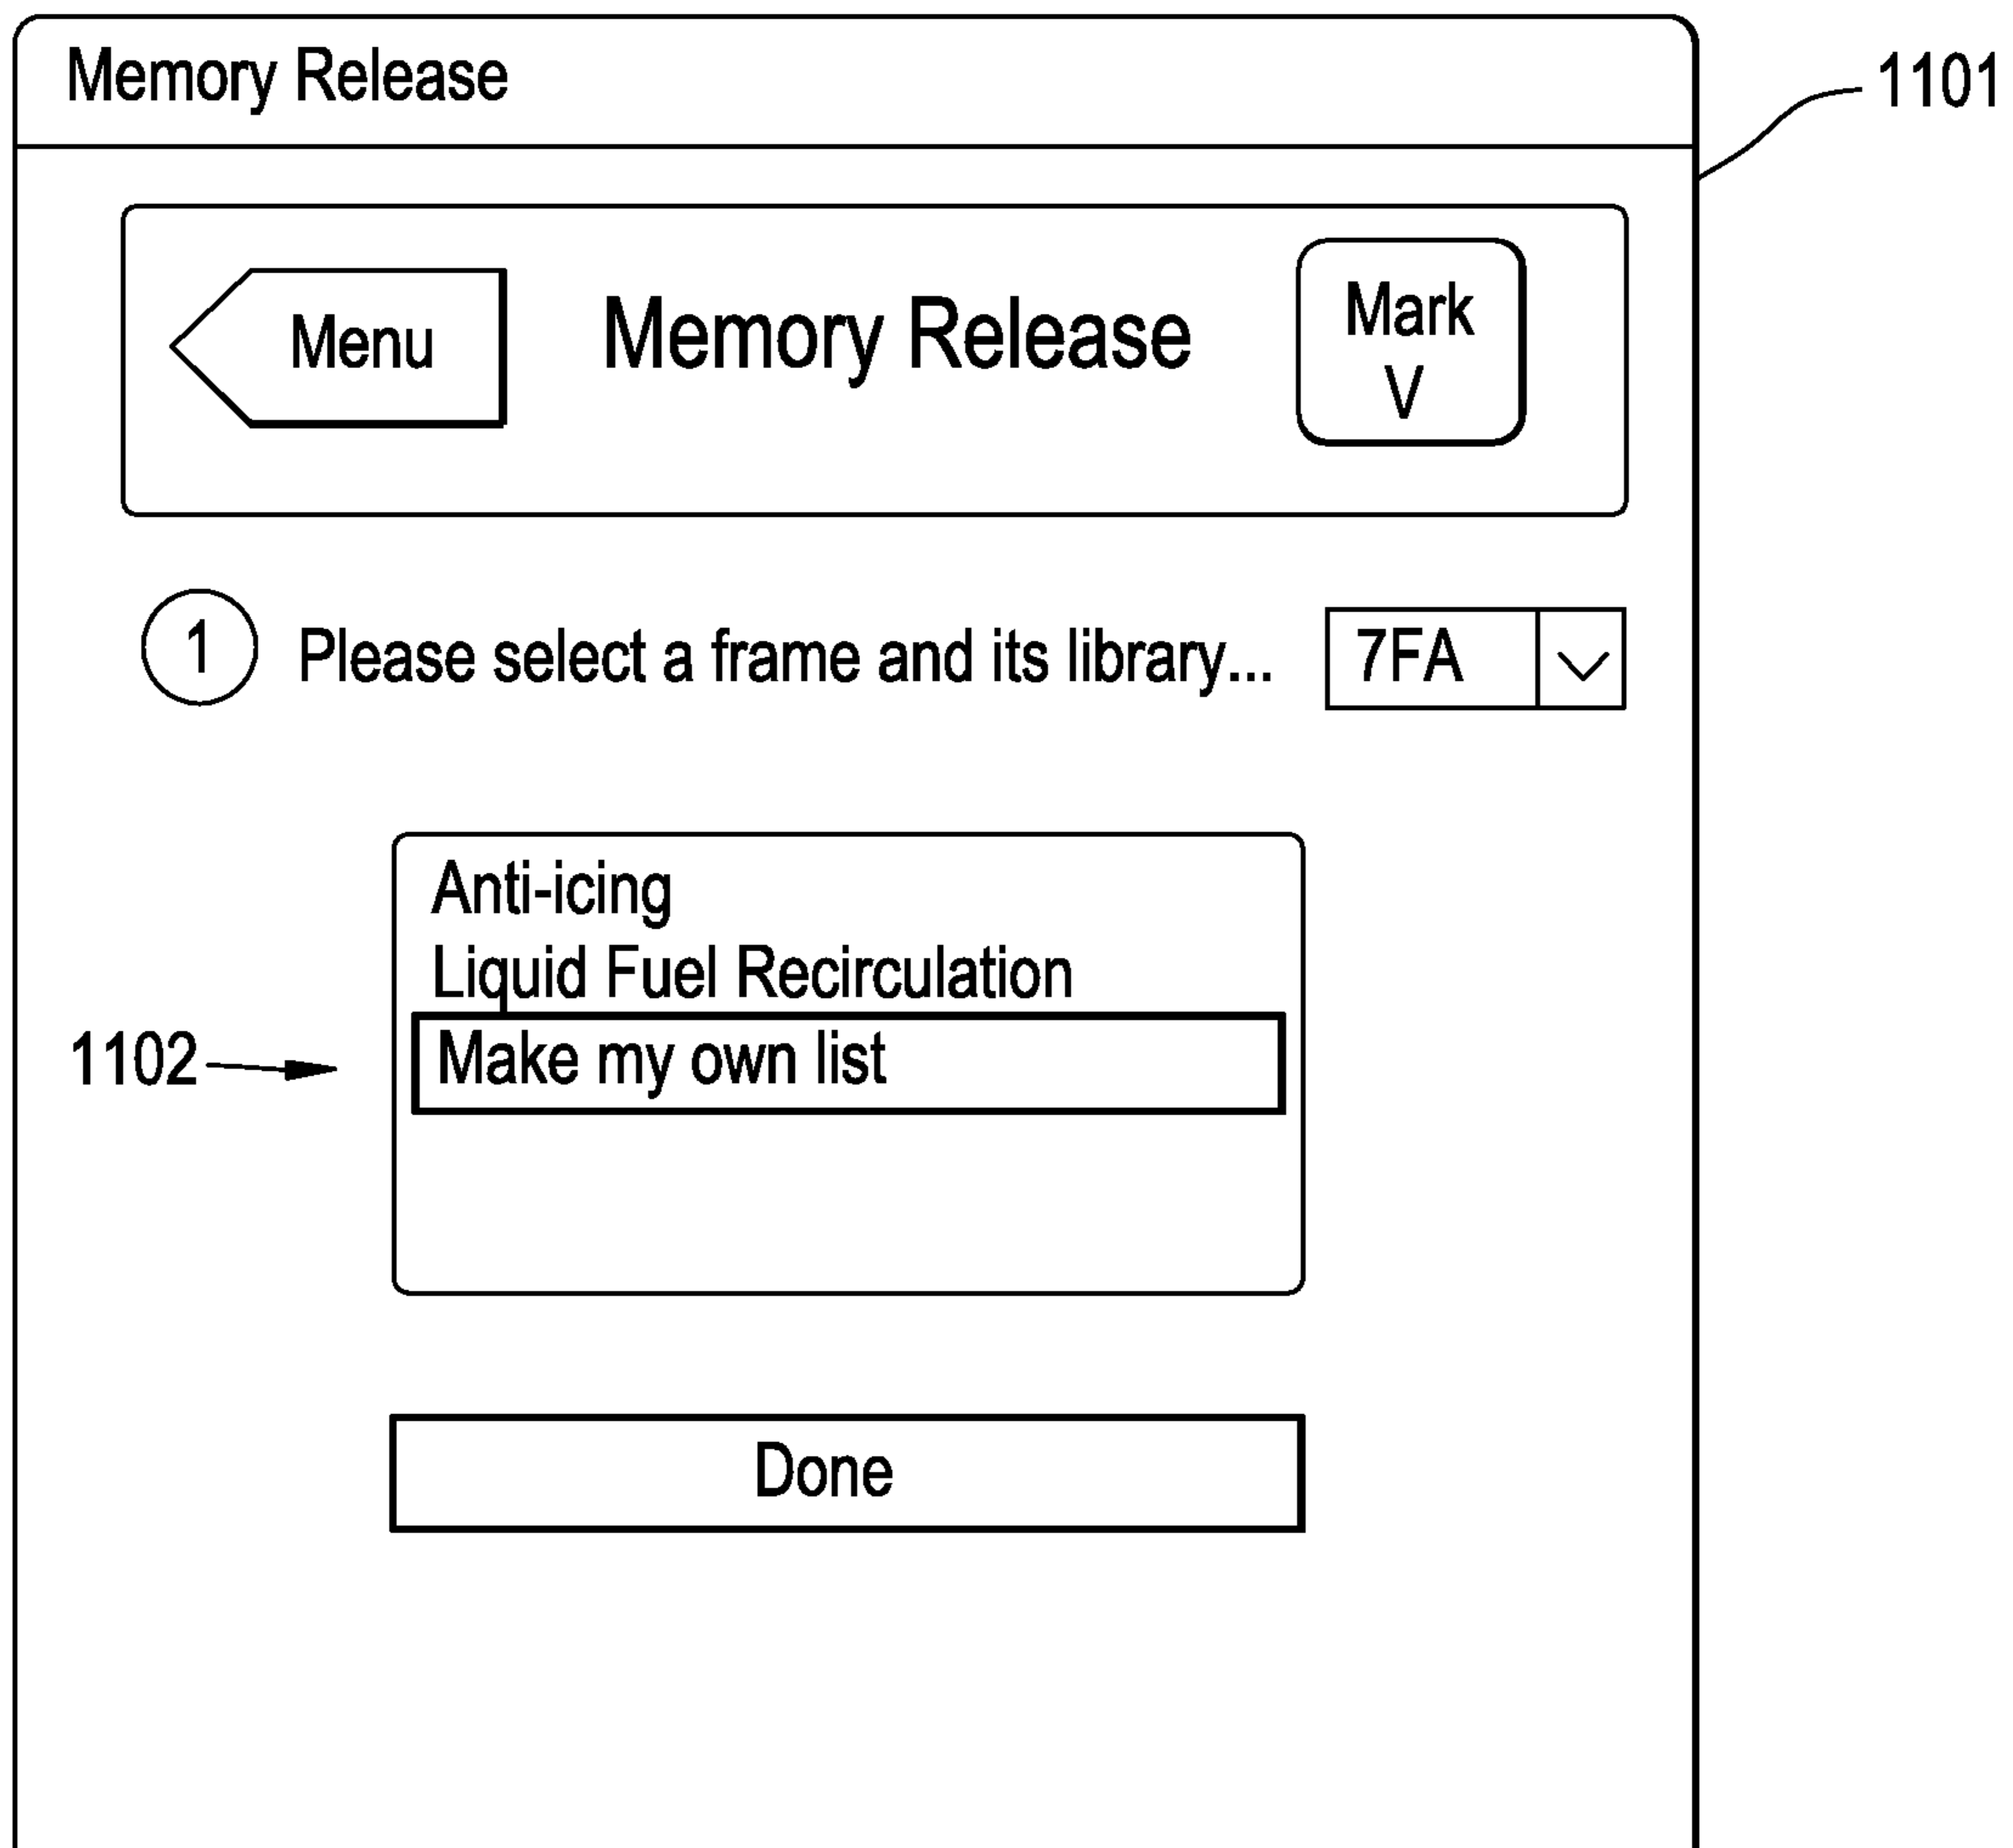 Memory Release
1101
Menu
Memory Release
Mark
V
1
Please select a frame and its library...
7FA
Anti-icing
Liquid Fuel Recirculation
1102
Make my own list
Done